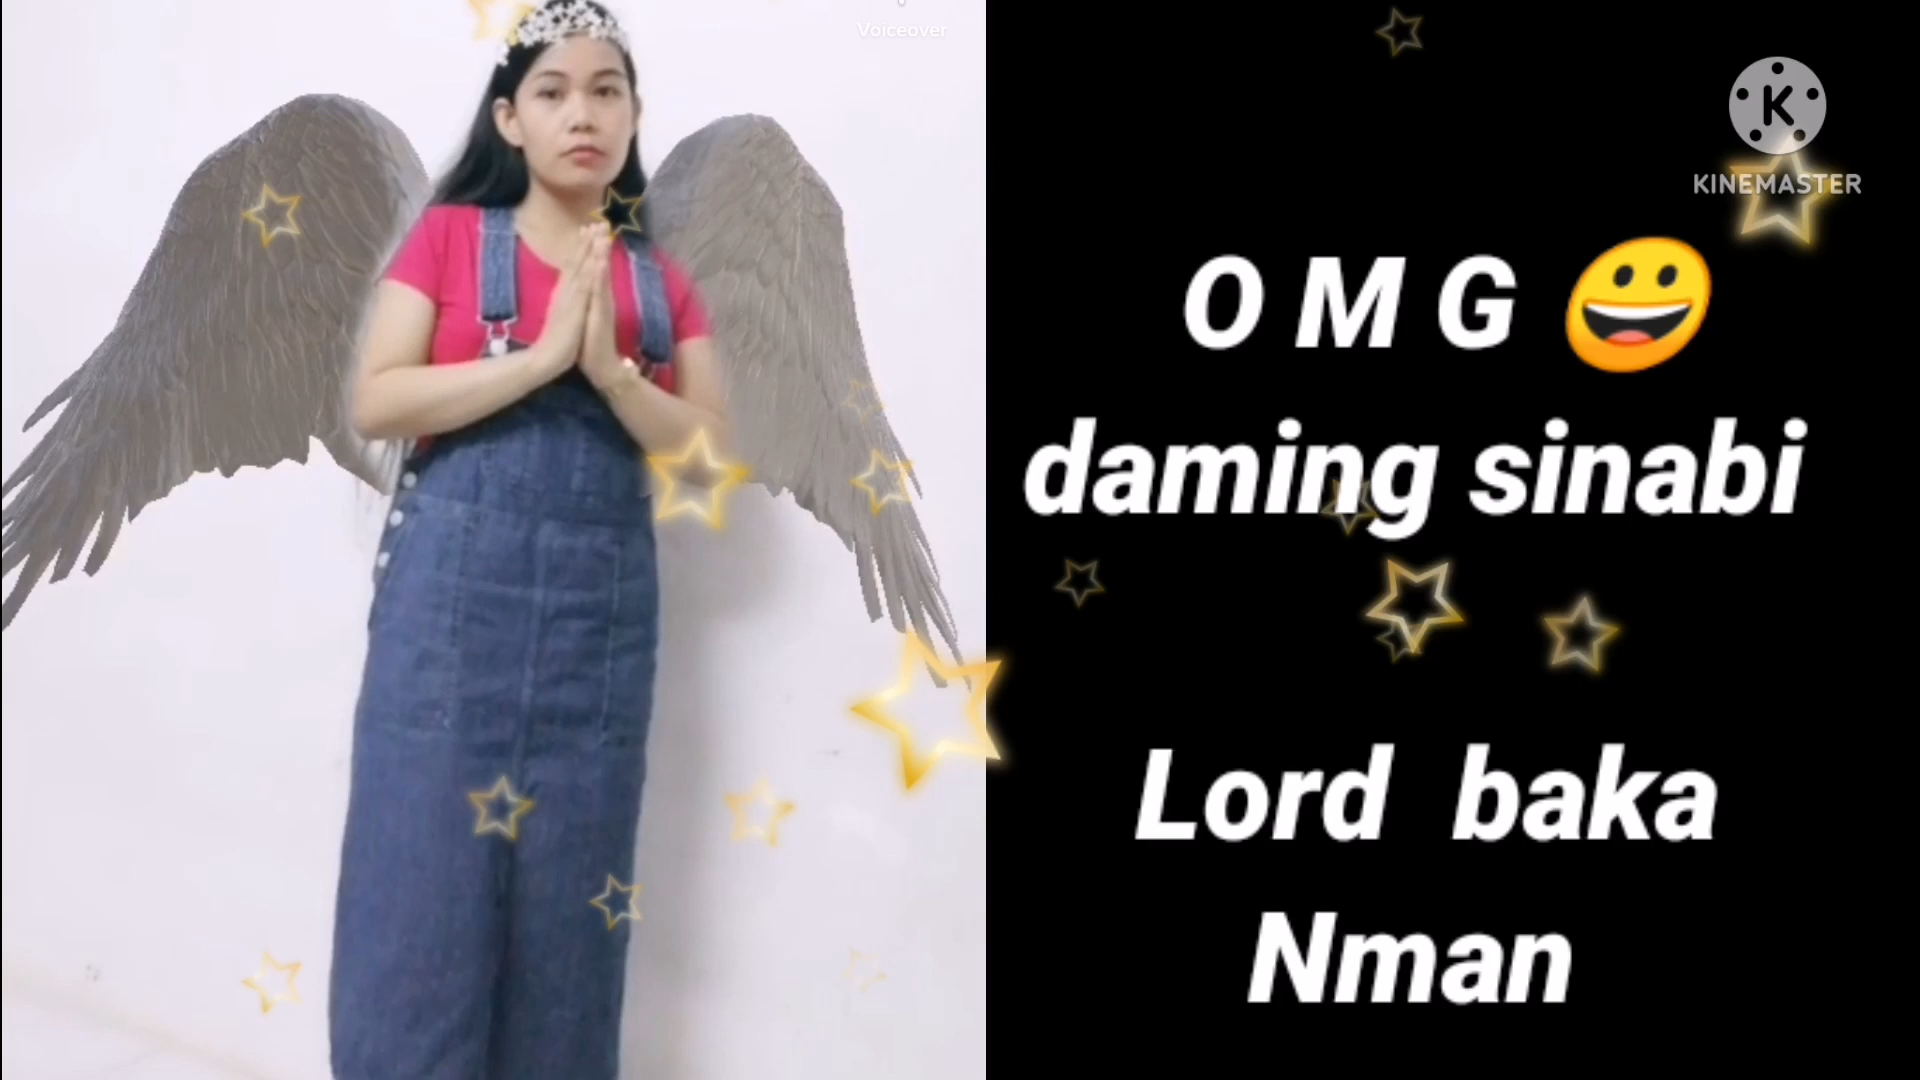 Voiceover
KINEMASTER
O M G 😀
daming sinabi
Lord baka
Nman